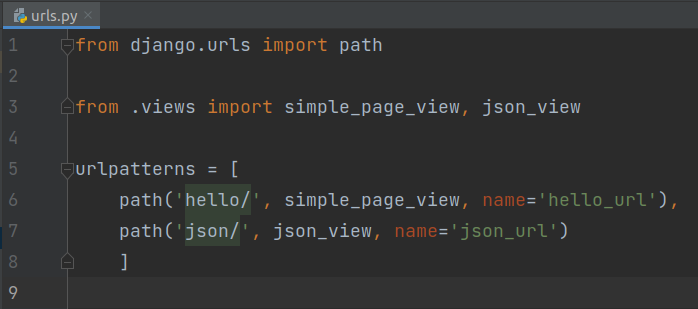 urls.py
1 from django.urls import path
2
3 from .views import simple_page_view, json_view
4
5 urlpatterns = [
6     path('hello/', simple_page_view, name='hello_url'),
7     path('json/', json_view, name='json_url')
8     ]
9